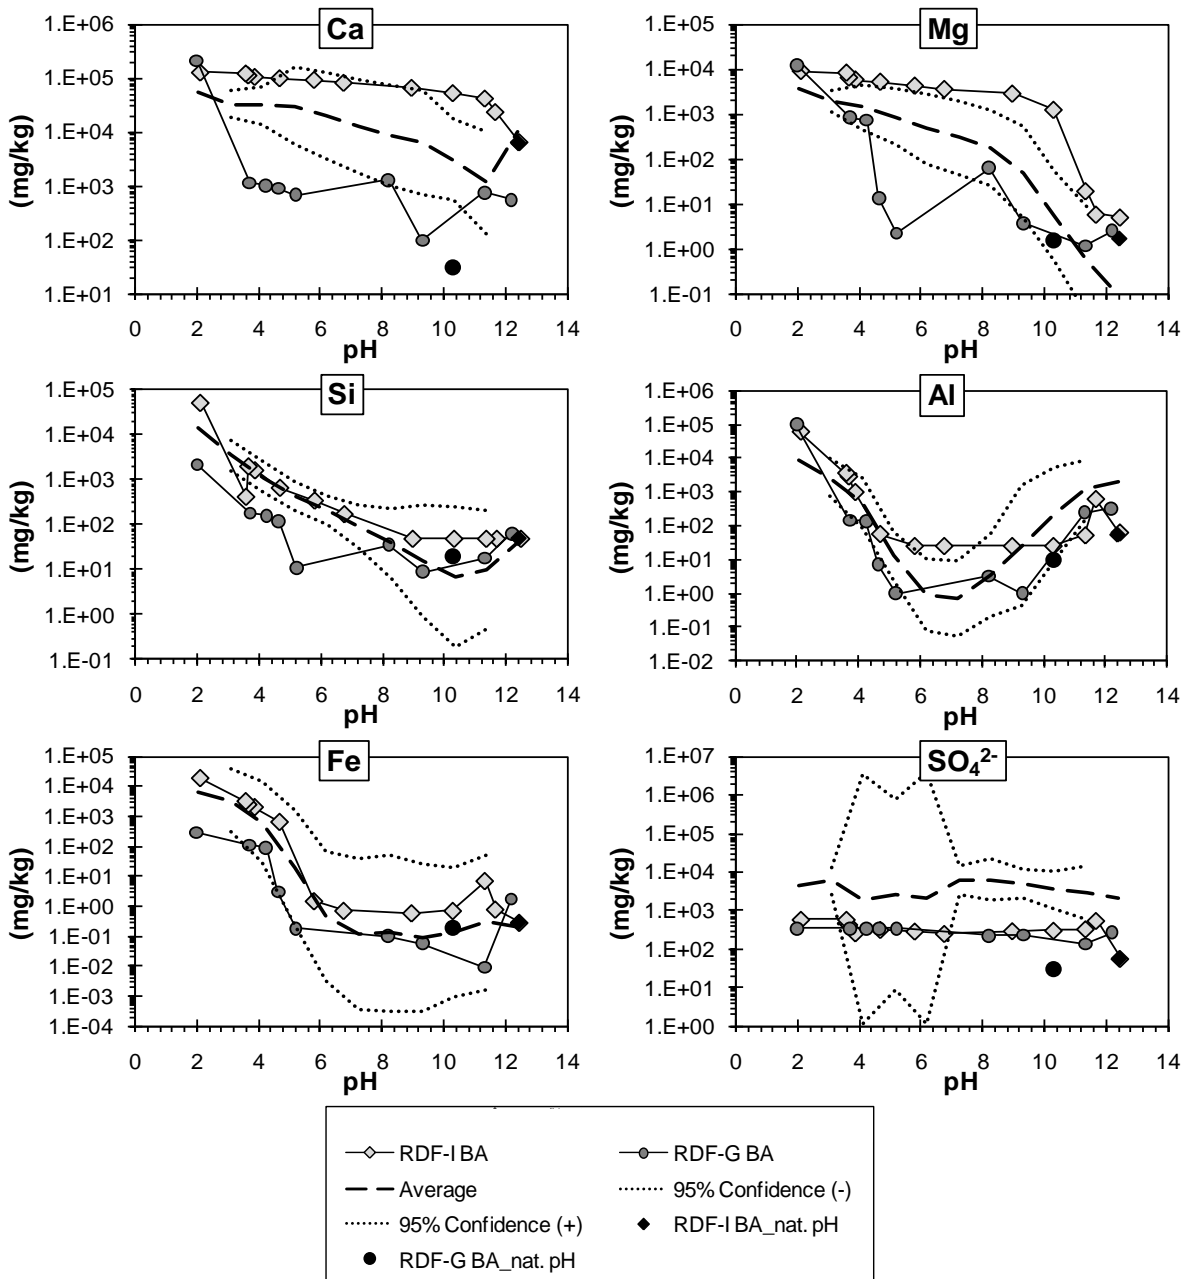 Ca
1.E+06
1.E+05
1.E+04
1.E+03
1.E+02
1.E+01
(mg/kg)
0 2 4 6 8 10 12 14
pH
Mg
1.E+05
1.E+04
1.E+03
1.E+02
1.E+01
1.E+00
1.E-01
(mg/kg)
0 2 4 6 8 10 12 14
pH
Si
1.E+05
1.E+04
1.E+03
1.E+02
1.E+01
1.E+00
1.E-01
(mg/kg)
0 2 4 6 8 10 12 14
pH
Al
1.E+06
1.E+05
1.E+04
1.E+03
1.E+02
1.E+01
1.E+00
1.E-01
1.E-02
(mg/kg)
0 2 4 6 8 10 12 14
pH
Fe
1.E+05
1.E+04
1.E+03
1.E+02
1.E+01
1.E+00
1.E-01
1.E-02
1.E-03
1.E-04
(mg/kg)
0 2 4 6 8 10 12 14
pH
SO₄²⁻
1.E+07
1.E+06
1.E+05
1.E+04
1.E+03
1.E+02
1.E+01
1.E+00
(mg/kg)
0 2 4 6 8 10 12 14
pH
RDF-I BA
RDF-G BA
Average
95% Confidence (-)
95% Confidence (+)
RDF-I BA_nat. pH
RDF-G BA_nat. pH